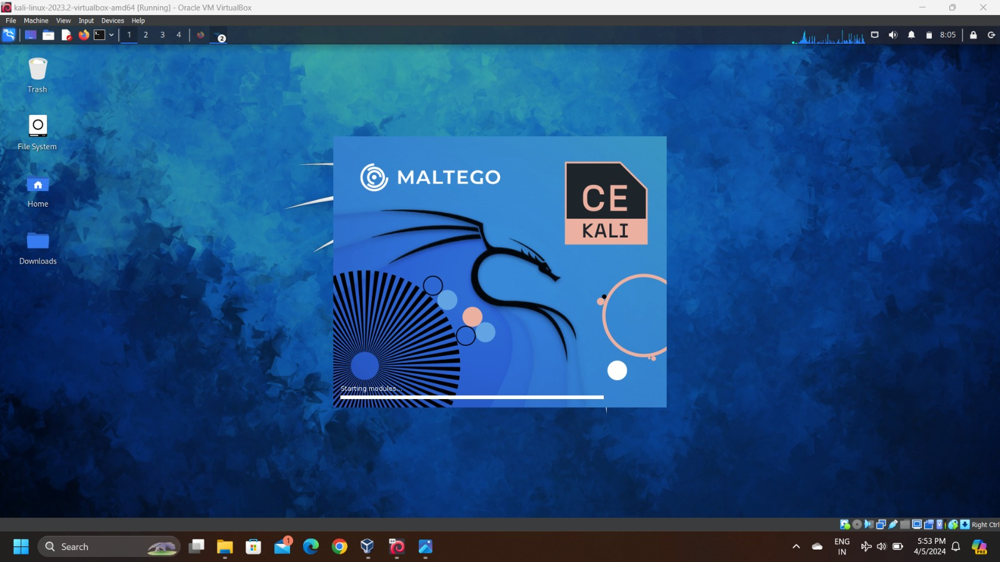 kali-linux-2023.2-virtualbox-amd64 [Running] - Oracle VM VirtualBox
File Machine View Input Devices Help
1 2 3 4 2 8:05
Trash
File System
Home
Downloads
MALTEGO
CE
KALI
Starting modules...
Right Ctrl
Search
1
ENG
IN
5:53 PM
4/5/2024
PRE